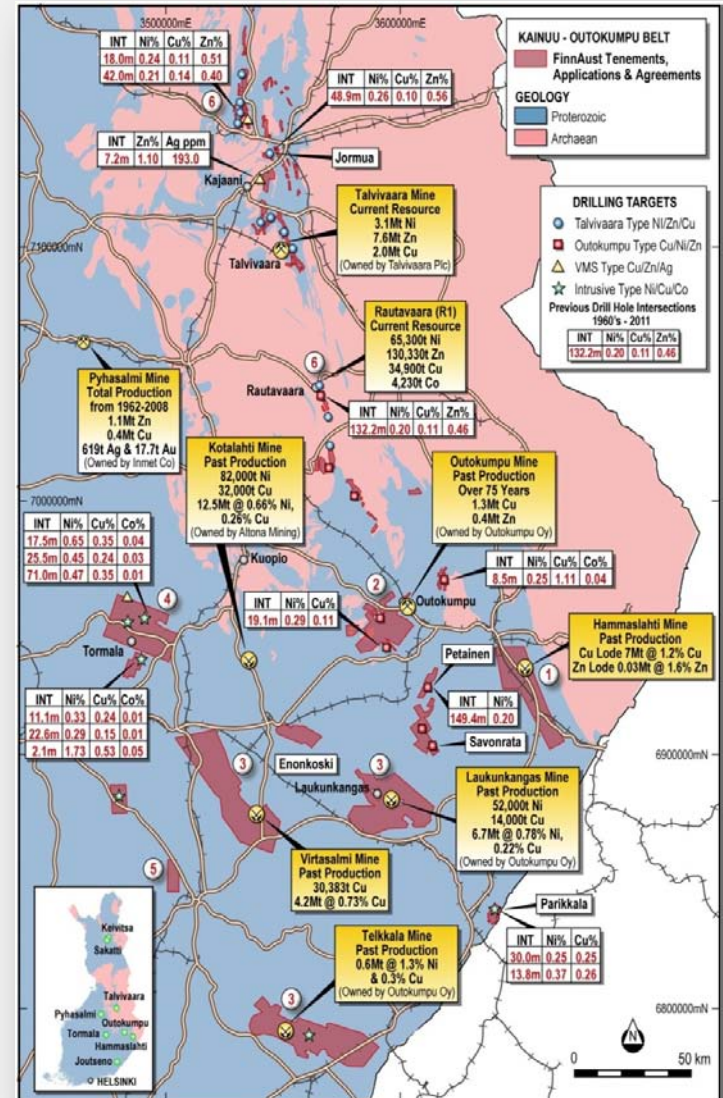 3500000mE
3600000mE
KAINUU - OUTOKUMPU BELT
FinnAust Tenements,
Applications & Agreements
GEOLOGY
Proterozoic
Archaean
INT Ni% Cu% Zn%
18.0m 0.24 0.11 0.51
42.0m 0.21 0.14 0.40
6
INT Ni% Cu% Zn%
48.9m 0.26 0.10 0.56
Jormua
INT Zn% Ag ppm
7.2m 1.10 193.0
Kajaani
DRILLING TARGETS
Talvivaara Type Ni/Zn/Cu
Outokumpu Type Cu/Ni/Zn
VMS Type Cu/Zn/Ag
Intrusive Type Ni/Cu/Co
Previous Drill Hole Intersections
1960's - 2011
INT Ni% Cu% Zn%
132.2m 0.20 0.11 0.46
Talvivaara Mine
Current Resource
3.1Mt Ni
7.6Mt Zn
2.0Mt Cu
(Owned by Talvivaara Plc)
7100000mN
Talvivaara
Rautavaara (R1)
Current Resource
65,300t Ni
130,330t Zn
34,900t Cu
4,230t Co
6
Rautavaara
INT Ni% Cu% Zn%
132.2m 0.20 0.11 0.46
Pyhasalmi Mine
Total Production
from 1962-2008
1.1Mt Zn
0.4Mt Cu
619t Ag & 17.7t Au
(Owned by Inmet Co)
Kotalahti Mine
Past Production
82,000t Ni
32,000t Cu
12.5Mt @ 0.66% Ni,
0.26% Cu
(Owned by Altona Mining)
Outokumpu Mine
Past Production
Over 75 Years
1.3Mt Cu
0.4Mt Zn
(Owned by Outokumpu Oy)
7000000mN
INT Ni% Cu% Co%
17.5m 0.65 0.35 0.04
25.5m 0.45 0.24 0.03
71.0m 0.47 0.35 0.01
4
Kuopio
INT Ni% Cu% Co%
8.5m 0.25 1.11 0.04
2
Outokumpu
INT Ni% Cu%
19.1m 0.29 0.11
Tormala
Hammaslahti Mine
Past Production
Cu Lode 7Mt @ 1.2% Cu
Zn Lode 0.03Mt @ 1.6% Zn
1
Petainen
INT Ni%
149.4m 0.20
INT Ni% Cu% Co%
11.1m 0.33 0.24 0.01
22.6m 0.29 0.15 0.01
2.1m 1.73 0.53 0.05
Savonrata
6900000mN
3
Enonkoski
3
Laukunkangas
Laukunkangas Mine
Past Production
52,000t Ni
14,000t Cu
6.7Mt @ 0.78% Ni,
0.22% Cu
(Owned by Outokumpu Oy)
Virtasalmi Mine
Past Production
30,383t Cu
4.2Mt @ 0.73% Cu
5
Parikkala
INT Ni% Cu%
30.0m 0.25 0.25
13.8m 0.37 0.26
Telkkala Mine
Past Production
0.6Mt @ 1.3% Ni
& 0.3% Cu
(Owned by Outokumpu Oy)
3
6800000mN
Kelvitsa
Sakatti
Talvivaara
Pyhasalmi
Outokumpu
Tormala
Hammaslahti
Joutseno
HELSINKI
N
0
50 km